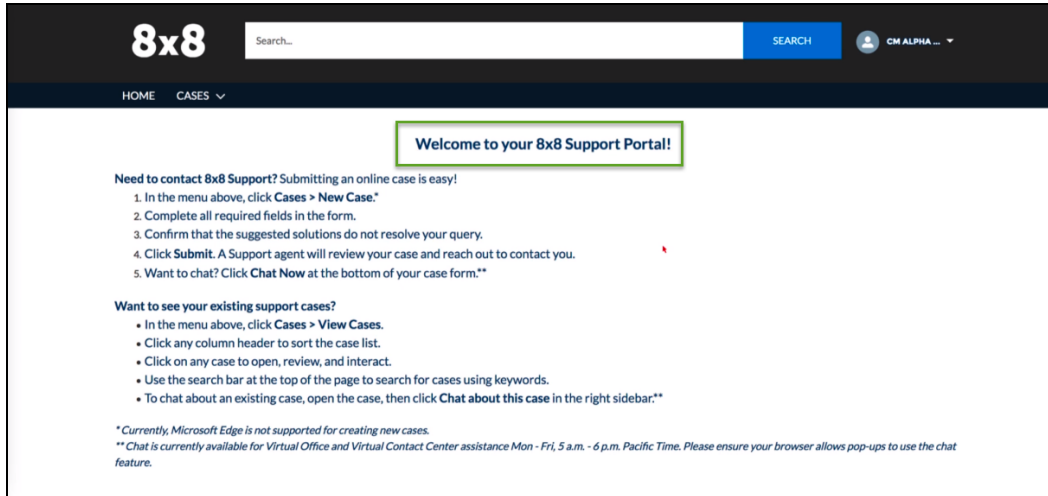 8x8
Search...
SEARCH
CM ALPHA ...
HOME CASES
Welcome to your 8x8 Support Portal!
Need to contact 8x8 Support? Submitting an online case is easy!
1. In the menu above, click Cases > New Case.*
2. Complete all required fields in the form.
3. Confirm that the suggested solutions do not resolve your query.
4. Click Submit. A Support agent will review your case and reach out to contact you.
5. Want to chat? Click Chat Now at the bottom of your case form.**
Want to see your existing support cases?
• In the menu above, click Cases > View Cases.
• Click any column header to sort the case list.
• Click on any case to open, review, and interact.
• Use the search bar at the top of the page to search for cases using keywords.
• To chat about an existing case, open the case, then click Chat about this case in the right sidebar.**
* Currently, Microsoft Edge is not supported for creating new cases.
** Chat is currently available for Virtual Office and Virtual Contact Center assistance Mon - Fri, 5 a.m. - 6 p.m. Pacific Time. Please ensure your browser allows pop-ups to use the chat
feature.